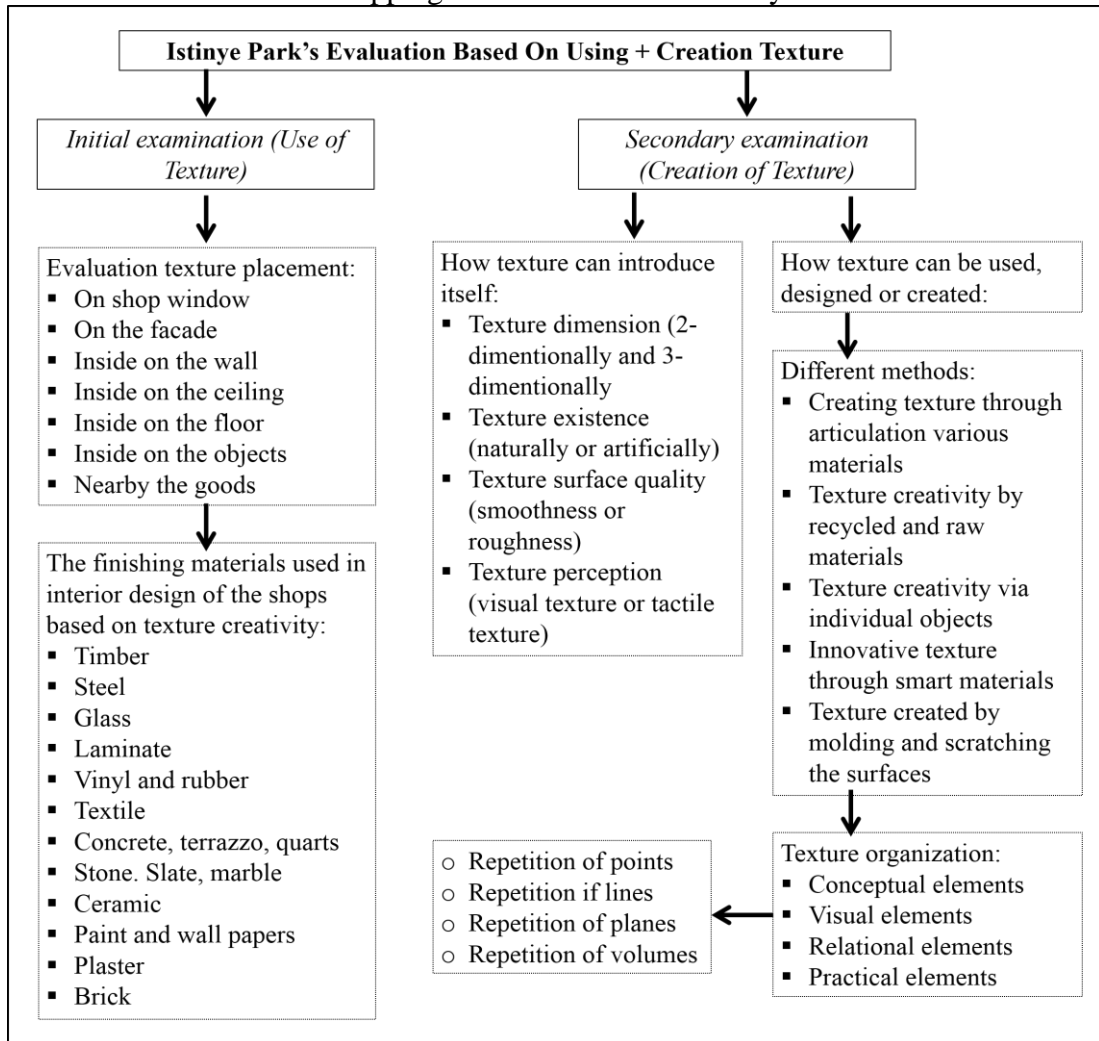 Istinye Park's Evaluation Based On Using + Creation Texture
Initial examination (Use of
Texture)
Secondary examination
(Creation of Texture)
Evaluation texture placement:
▪ On shop window
▪ On the facade
▪ Inside on the wall
▪ Inside on the ceiling
▪ Inside on the floor
▪ Inside on the objects
▪ Nearby the goods
The finishing materials used in
interior design of the shops
based on texture creativity:
▪ Timber
▪ Steel
▪ Glass
▪ Laminate
▪ Vinyl and rubber
▪ Textile
▪ Concrete, terrazzo, quarts
▪ Stone. Slate, marble
▪ Ceramic
▪ Paint and wall papers
▪ Plaster
▪ Brick
How texture can introduce
itself:
▪ Texture dimension (2-
dimentionally and 3-
dimentionally
▪ Texture existence
(naturally or artificially)
▪ Texture surface quality
(smoothness or
roughness)
▪ Texture perception
(visual texture or tactile
texture)
How texture can be used,
designed or created:
Different methods:
▪ Creating texture through
articulation various
materials
▪ Texture creativity by
recycled and raw
materials
▪ Texture creativity via
individual objects
▪ Innovative texture
through smart materials
▪ Texture created by
molding and scratching
the surfaces
Texture organization:
▪ Conceptual elements
▪ Visual elements
▪ Relational elements
▪ Practical elements
○ Repetition of points
○ Repetition if lines
○ Repetition of planes
○ Repetition of volumes